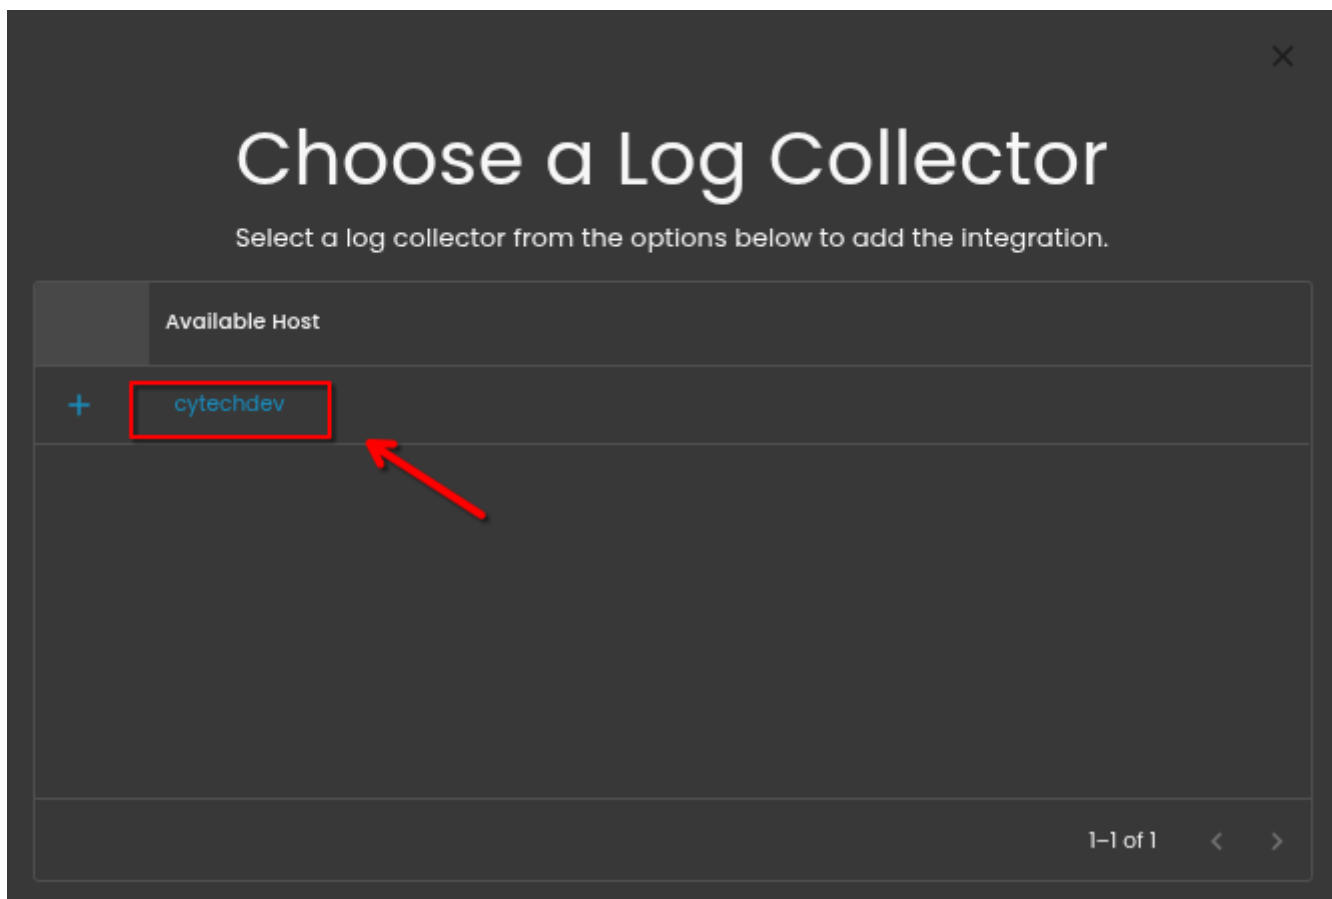 Choose a Log Collector
Select a log collector from the options below to add the integration.
Available Host
+ cytechdev
1–1 of 1